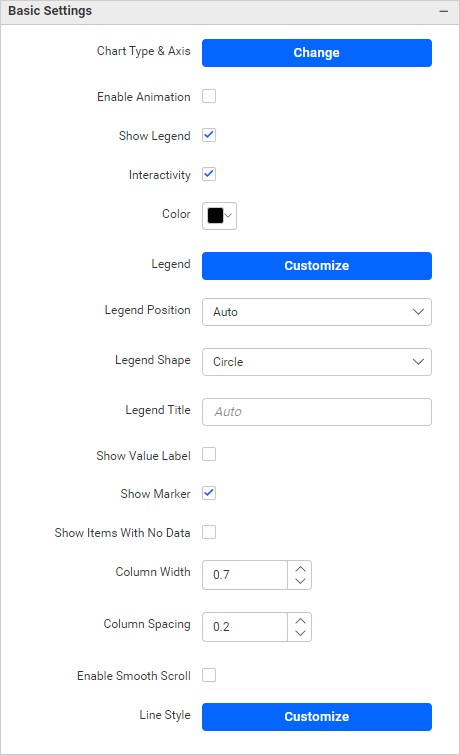 Basic Settings
Chart Type & Axis Change
Enable Animation
Show Legend
Interactivity
Color
Legend Customize
Legend Position Auto
Legend Shape Circle
Legend Title Auto
Show Value Label
Show Marker
Show Items With No Data
Column Width 0.7
Column Spacing 0.2
Enable Smooth Scroll
Line Style Customize